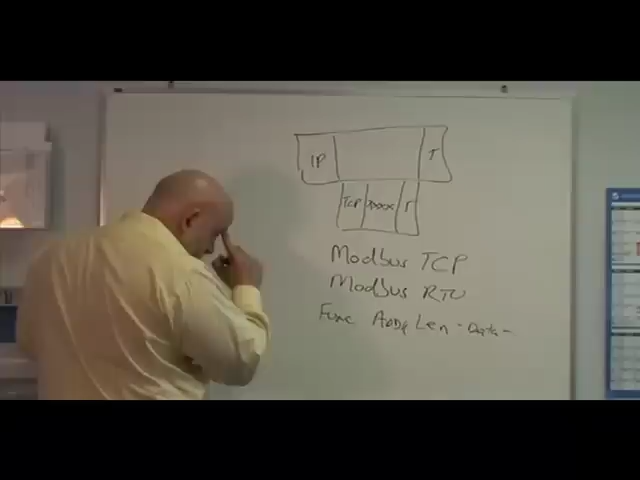 IP T
TCP xxxx T
Modbus TCP
Modbus RTU
Func Addr Len -Data-